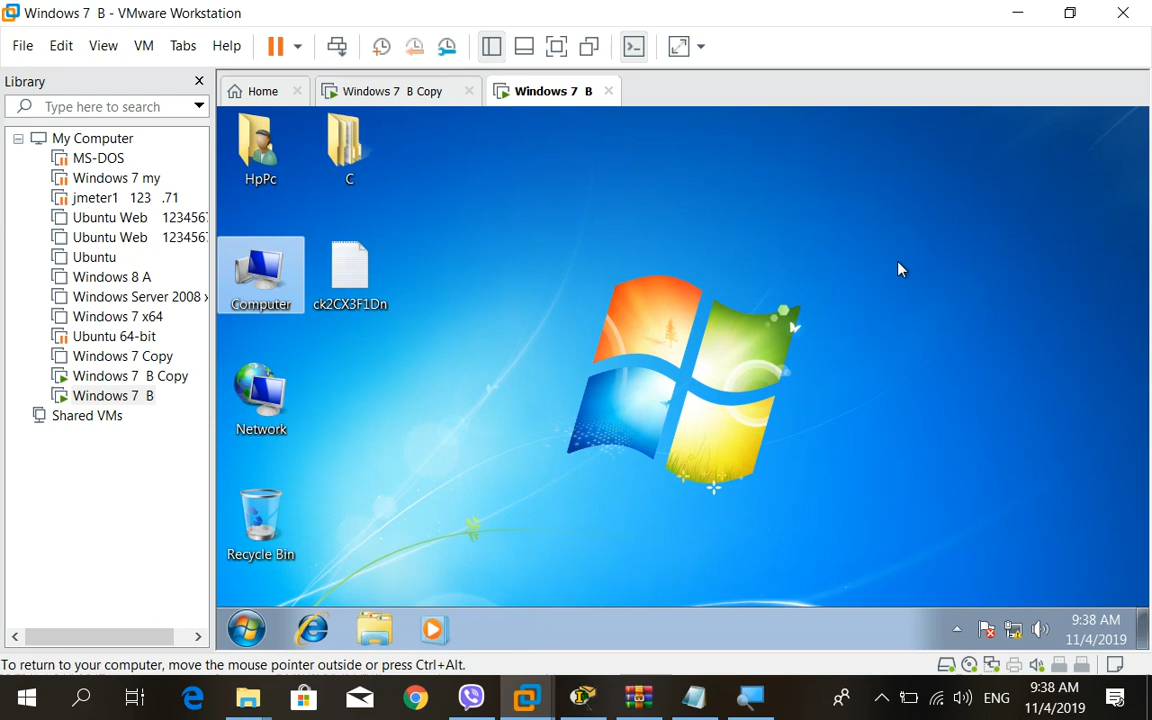 Windows 7  B - VMware Workstation
File Edit View VM Tabs Help
Library
Type here to search
Home
Windows 7  B Copy
Windows 7  B
My Computer
MS-DOS
Windows 7 my
jmeter1  123  .71
Ubuntu Web  123456
Ubuntu Web  123456
Ubuntu
Windows 8 A
Windows Server 2008
Windows 7 x64
Ubuntu 64-bit
Windows 7 Copy
Windows 7  B Copy
Windows 7  B
Shared VMs
HpPc
C
Computer
ck2CX3F1Dn
Network
Recycle Bin
9:38 AM
11/4/2019
To return to your computer, move the mouse pointer outside or press Ctrl+Alt.
ENG
9:38 AM
11/4/2019